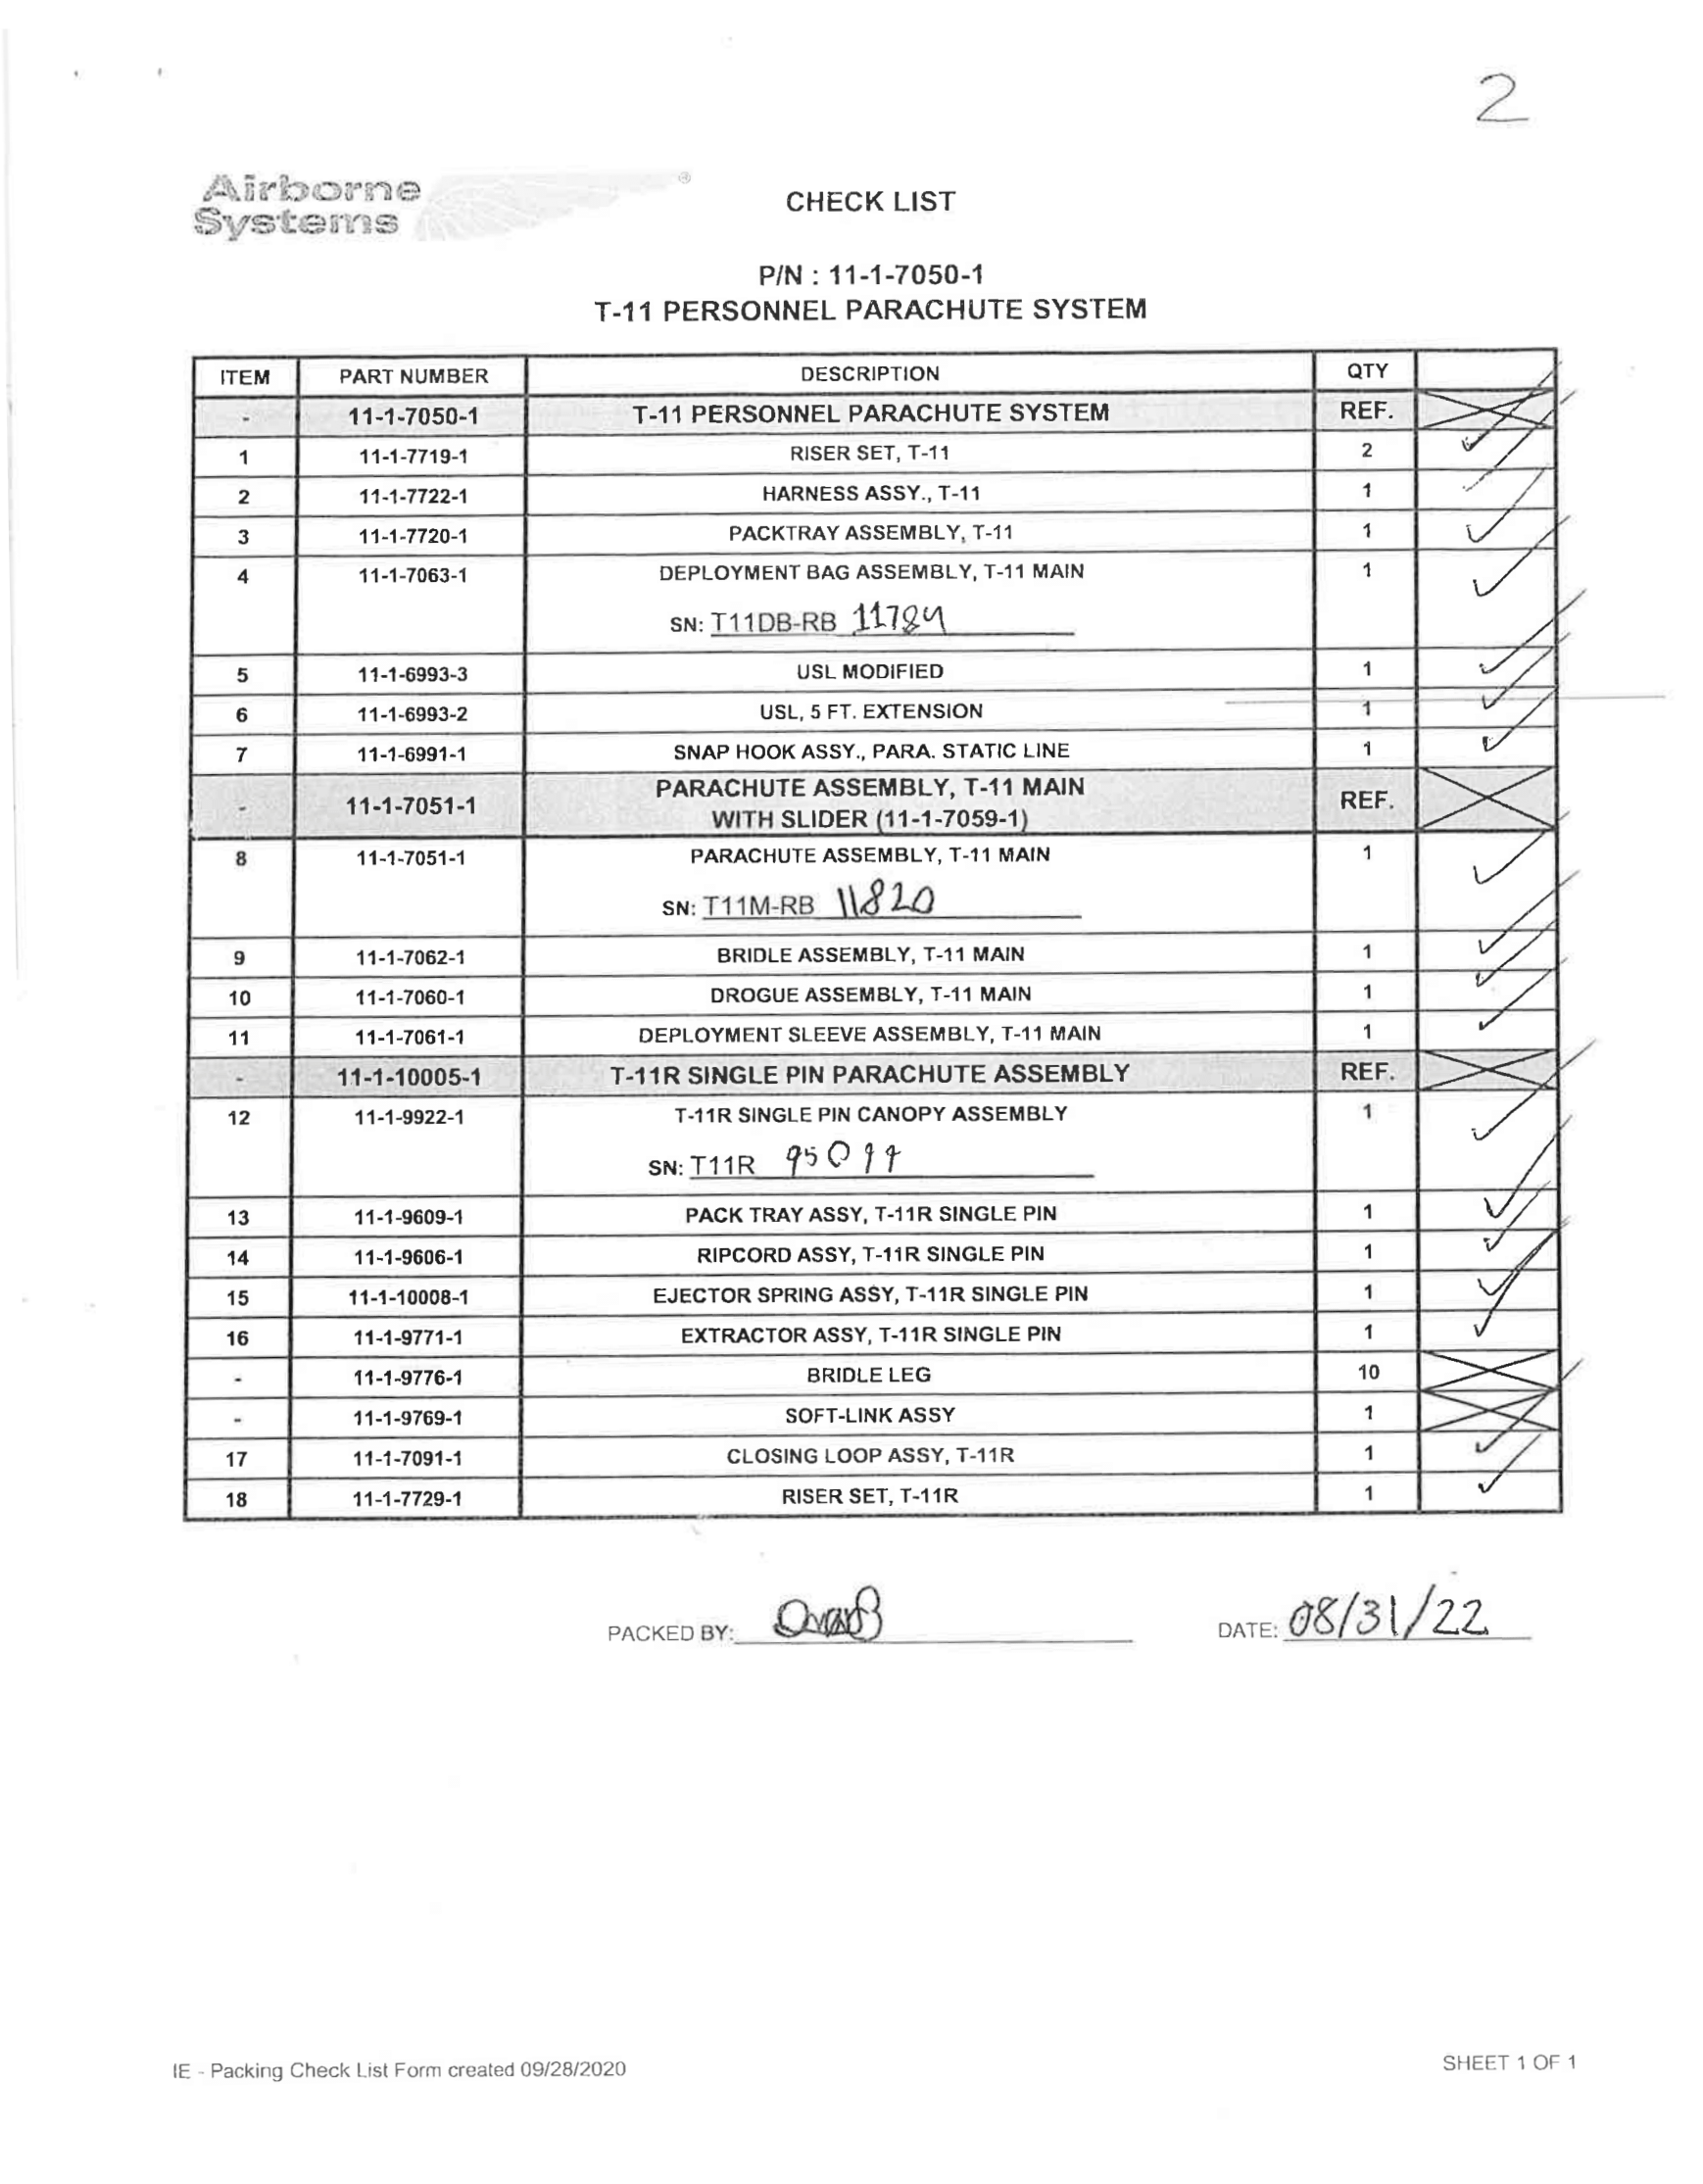 2
Airborne
Systems ®
CHECK LIST
P/N : 11-1-7050-1
T-11 PERSONNEL PARACHUTE SYSTEM
ITEM PART NUMBER DESCRIPTION QTY
- 11-1-7050-1 T-11 PERSONNEL PARACHUTE SYSTEM REF.
1 11-1-7719-1 RISER SET, T-11 2
2 11-1-7722-1 HARNESS ASSY., T-11 1
3 11-1-7720-1 PACKTRAY ASSEMBLY, T-11 1
4 11-1-7063-1 DEPLOYMENT BAG ASSEMBLY, T-11 MAIN 1
SN: T11DB-RB 11784
5 11-1-6993-3 USL MODIFIED 1
6 11-1-6993-2 USL, 5 FT. EXTENSION 1
7 11-1-6991-1 SNAP HOOK ASSY., PARA. STATIC LINE 1
- 11-1-7051-1 PARACHUTE ASSEMBLY, T-11 MAIN REF.
WITH SLIDER (11-1-7059-1)
8 11-1-7051-1 PARACHUTE ASSEMBLY, T-11 MAIN 1
SN: T11M-RB 11820
9 11-1-7062-1 BRIDLE ASSEMBLY, T-11 MAIN 1
10 11-1-7060-1 DROGUE ASSEMBLY, T-11 MAIN 1
11 11-1-7061-1 DEPLOYMENT SLEEVE ASSEMBLY, T-11 MAIN 1
- 11-1-10005-1 T-11R SINGLE PIN PARACHUTE ASSEMBLY REF.
12 11-1-9922-1 T-11R SINGLE PIN CANOPY ASSEMBLY 1
SN: T11R
13 11-1-9609-1 PACK TRAY ASSY, T-11R SINGLE PIN 1
14 11-1-9606-1 RIPCORD ASSY, T-11R SINGLE PIN 1
15 11-1-10008-1 EJECTOR SPRING ASSY, T-11R SINGLE PIN 1
16 11-1-9771-1 EXTRACTOR ASSY, T-11R SINGLE PIN 1
- 11-1-9776-1 BRIDLE LEG 10
- 11-1-9769-1 SOFT-LINK ASSY 1
17 11-1-7091-1 CLOSING LOOP ASSY, T-11R 1
18 11-1-7729-1 RISER SET, T-11R 1
PACKED BY:
DATE: 08/31/22
IE - Packing Check List Form created 09/28/2020
SHEET 1 OF 1